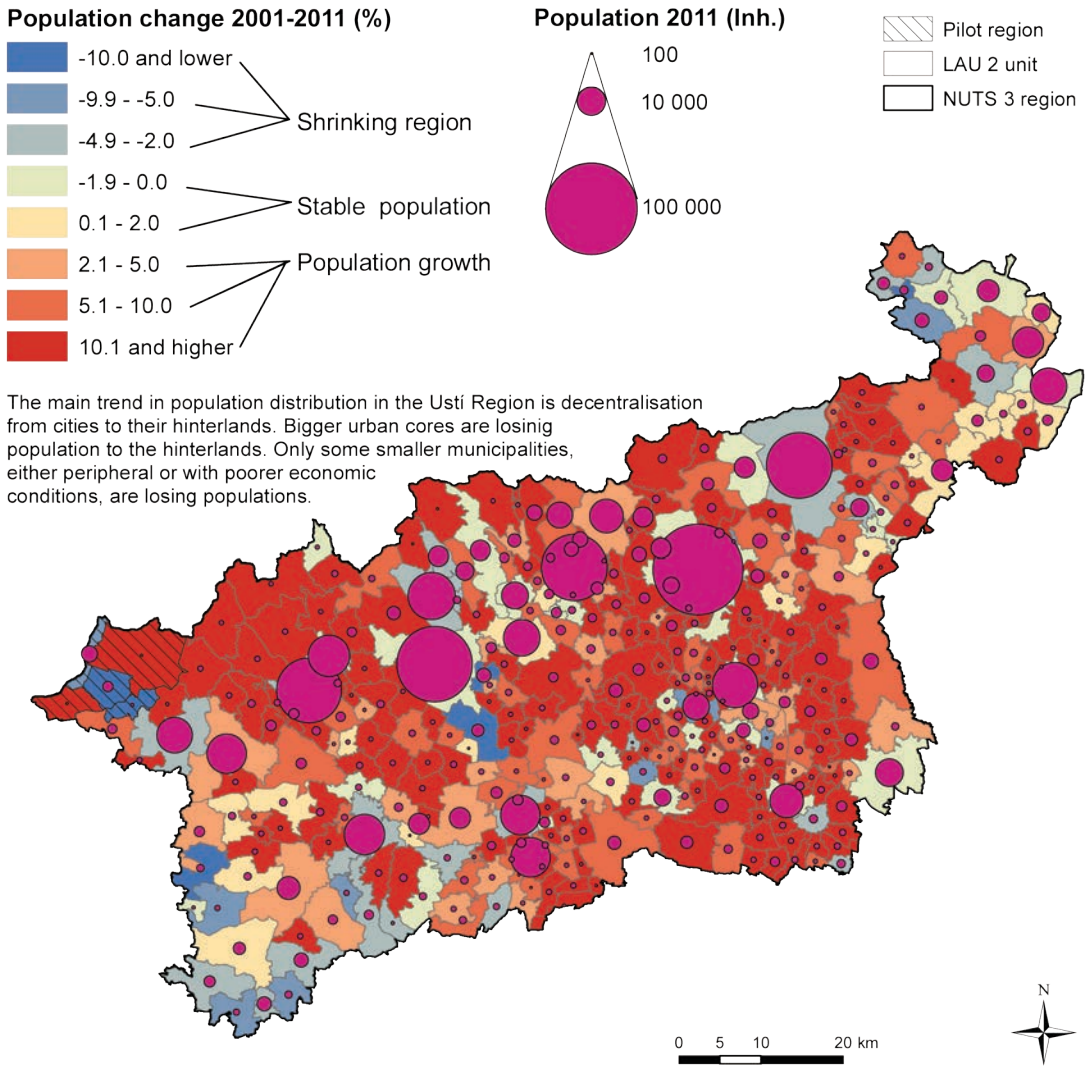 Population change 2001-2011 (%)
-10.0 and lower
-9.9 - -5.0
-4.9 - -2.0
-1.9 - 0.0
0.1 - 2.0
2.1 - 5.0
5.1 - 10.0
10.1 and higher
Shrinking region
Stable population
Population growth
Population 2011 (Inh.)
100
10 000
100 000
Pilot region
LAU 2 unit
NUTS 3 region
The main trend in population distribution in the Ustí Region is decentralisation
from cities to their hinterlands. Bigger urban cores are losinig
population to the hinterlands. Only some smaller municipalities,
either peripheral or with poorer economic
conditions, are losing populations.
N
0 5 10 20 km